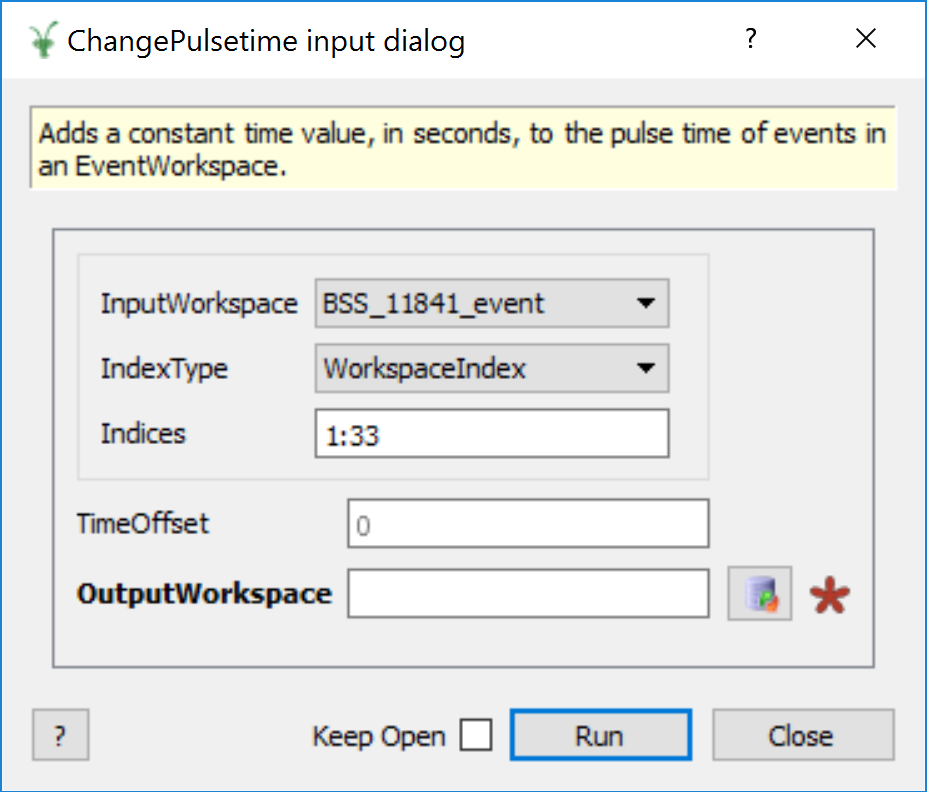 ChangePulsetime input dialog
?
Adds a constant time value, in seconds, to the pulse time of events in
an EventWorkspace.
InputWorkspace BSS_11841_event
IndexType WorkspaceIndex
Indices 1:33
TimeOffset 0
OutputWorkspace
? Keep Open Run Close